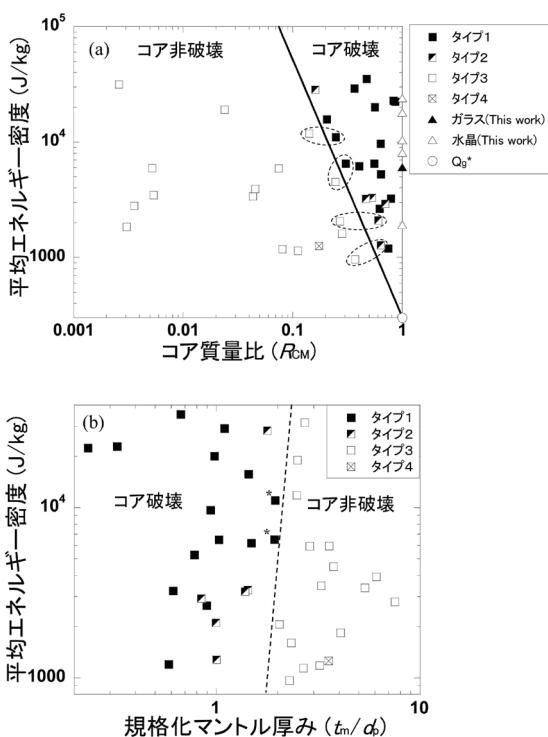 (a)
コア非破壊
コア破壊
平均エネルギー密度 (J/kg)
10⁵
10⁴
1000
0.001
0.01
0.1
1
コア質量比 (RCM)
タイプ1
タイプ2
タイプ3
タイプ4
ガラス(This work)
水晶(This work)
Qg*
(b)
コア破壊
コア非破壊
*
*
平均エネルギー密度 (J/kg)
10⁴
1000
1
10
規格化マントル厚み (tm/dp)
タイプ1
タイプ2
タイプ3
タイプ4